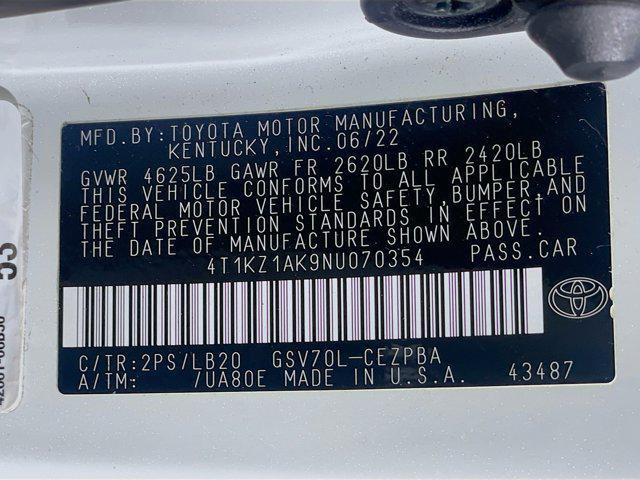 MFD.BY:TOYOTA MOTOR MANUFACTURING,
KENTUCKY,INC.06/22
GVWR 4625LB GAWR FR 2620LB RR 2420LB
THIS VEHICLE CONFORMS TO ALL APPLICABLE
FEDERAL MOTOR VEHICLE SAFETY,BUMPER,AND
THEFT PREVENTION STANDARDS IN EFFECT ON
THE DATE OF MANUFACTURE SHOWN ABOVE.
4T1KZ1AK9NU070354 PASS.CAR
C/TR:2PS/LB20 GSV70L-CEZPBA
A/TM: /UA80E MADE IN U.S.A. 43487
53